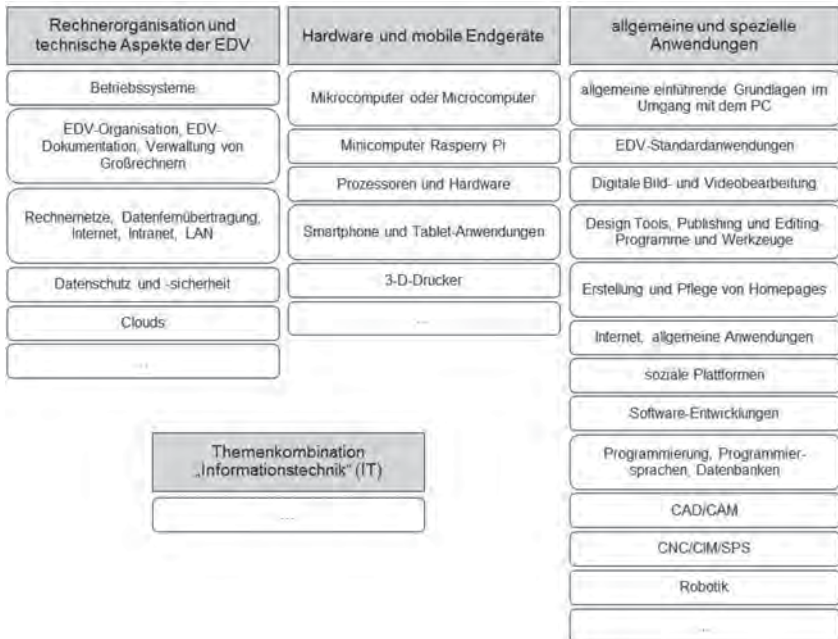 Rechnerorganisation und
technische Aspekte der EDV
Betriebssysteme
EDV-Organisation, EDV-
Dokumentation, Verwaltung von
Großrechnern
Rechnernetze, Datenfernübertragung,
Internet, Intranet, LAN
Datenschutz und -sicherheit
Clouds
...
Hardware und mobile Endgeräte
Mikrocomputer oder Microcomputer
Minicomputer Rasperry Pi
Prozessoren und Hardware
Smartphone und Tablet-Anwendungen
3-D-Drucker
...
allgemeine und spezielle
Anwendungen
allgemeine einführende Grundlagen im
Umgang mit dem PC
EDV-Standardanwendungen
Digitale Bild- und Videobearbeitung
Design Tools, Publishing und Editing-
Programme und Werkzeuge
Erstellung und Pflege von Homepages
Internet, allgemeine Anwendungen
soziale Plattformen
Software-Entwicklungen
Programmierung, Programmier-
sprachen, Datenbanken
CAD/CAM
CNC/CIM/SPS
Robotik
...
Themenkombination
„Informationstechnik“ (IT)
...